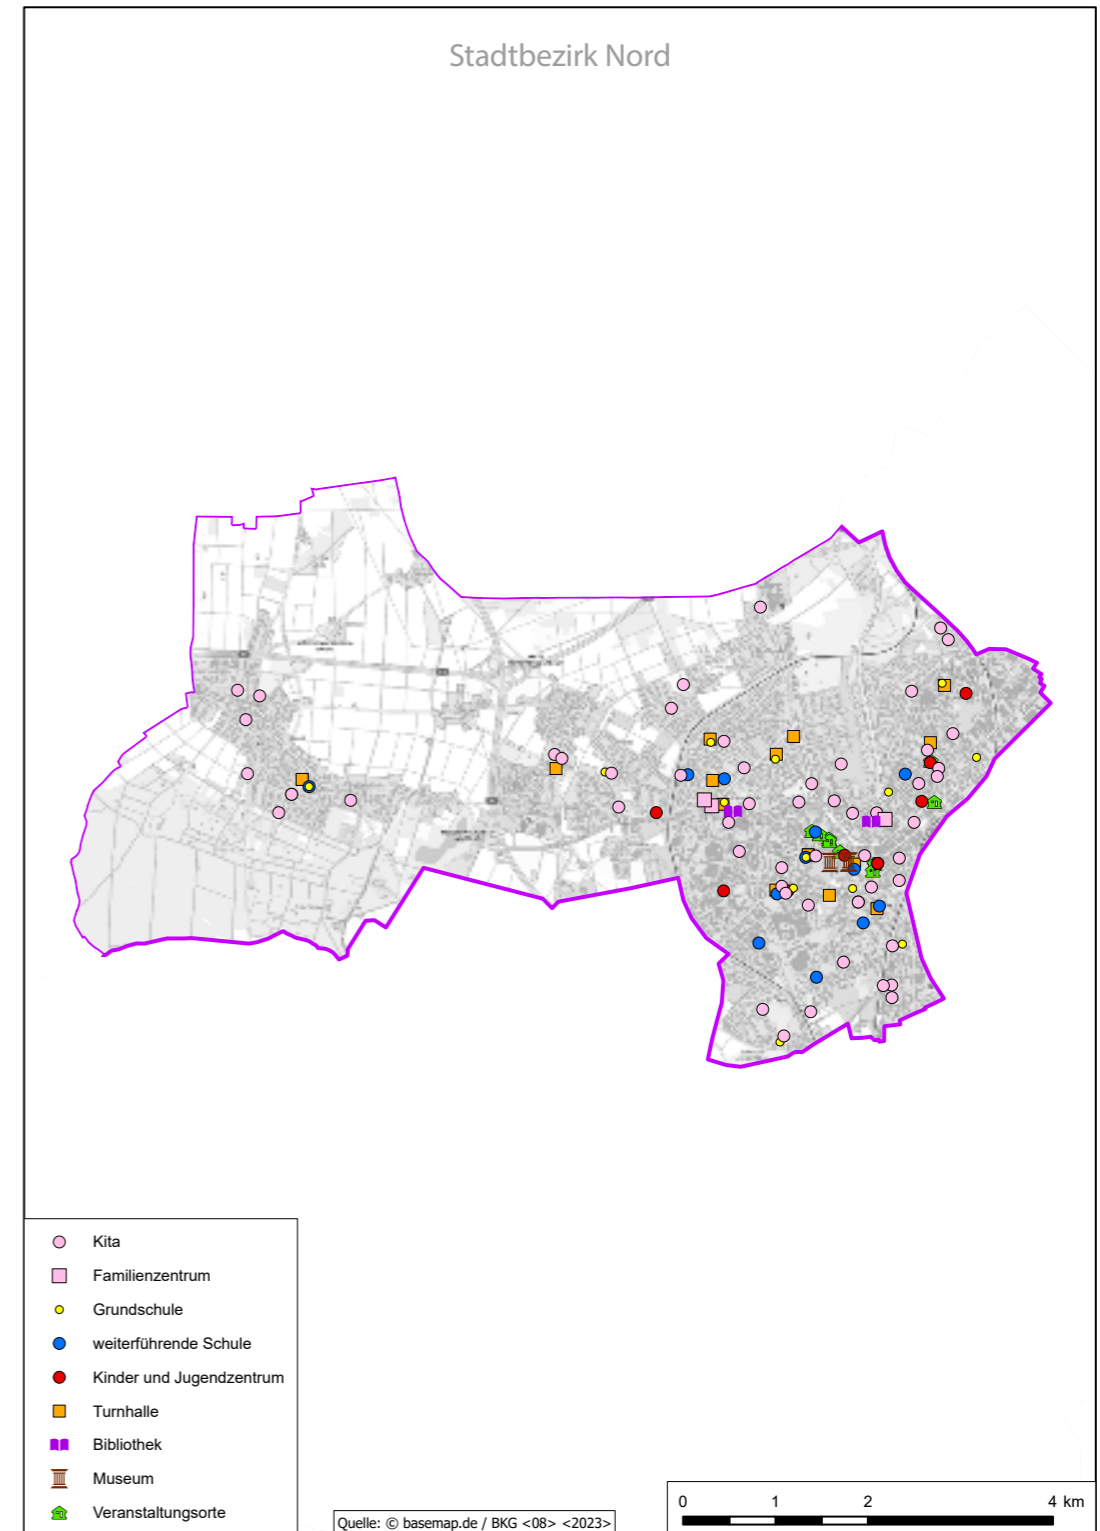 Stadtbezirk Nord
Kita
Familienzentrum
Grundschule
weiterführende Schule
Kinder und Jugendzentrum
Turnhalle
Bibliothek
Museum
Veranstaltungsorte
Quelle: © basemap.de / BKG <08> <2023>
0 1 2 4 km